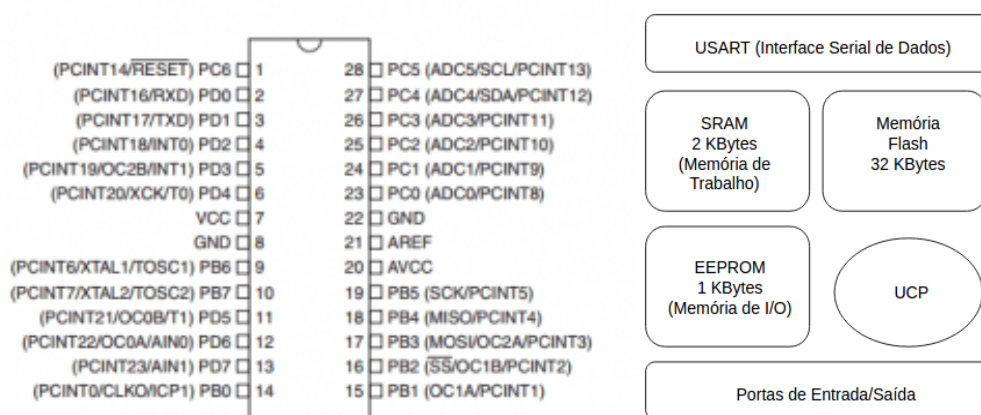 (PCINT14/RESET) PC6 1
(PCINT16/RXD) PD0 2
(PCINT17/TXD) PD1 3
(PCINT18/INT0) PD2 4
(PCINT19/OC2B/INT1) PD3 5
(PCINT20/XCK/T0) PD4 6
VCC 7
GND 8
(PCINT6/XTAL1/TOSC1) PB6 9
(PCINT7/XTAL2/TOSC2) PB7 10
(PCINT21/OC0B/T1) PD5 11
(PCINT22/OC0A/AIN0) PD6 12
(PCINT23/AIN1) PD7 13
(PCINT0/CLKO/ICP1) PB0 14
28 PC5 (ADC5/SCL/PCINT13)
27 PC4 (ADC4/SDA/PCINT12)
26 PC3 (ADC3/PCINT11)
25 PC2 (ADC2/PCINT10)
24 PC1 (ADC1/PCINT9)
23 PC0 (ADC0/PCINT8)
22 GND
21 AREF
20 AVCC
19 PB5 (SCK/PCINT5)
18 PB4 (MISO/PCINT4)
17 PB3 (MOSI/OC2A/PCINT3)
16 PB2 (SS/OC1B/PCINT2)
15 PB1 (OC1A/PCINT1)
USART (Interface Serial de Dados)
SRAM
2 KBytes
(Memória de
Trabalho)
Memória
Flash
32 KBytes
EEPROM
1 KBytes
(Memória de I/O)
UCP
Portas de Entrada/Saída